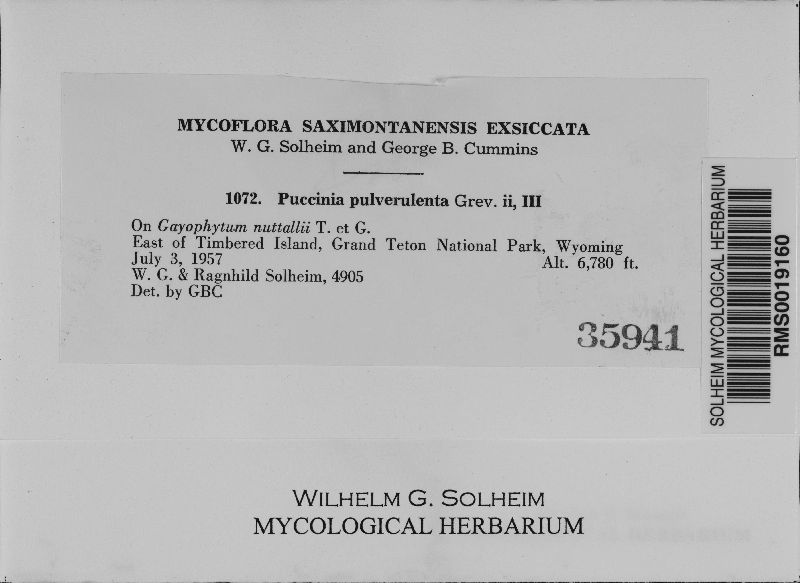 MYCOFLORA SAXIMONTANENSIS EXSICCATA
W. G. Solheim and George B. Cummins
1072. Puccinia pulverulenta Grev. ii, III
On Gayophytum nuttallii T. et G.
East of Timbered Island, Grand Teton National Park, Wyoming
July 3, 1957 Alt. 6,780 ft.
W. G. & Ragnhild Solheim, 4905
Det. by GBC
35941
SOLHEIM MYCOLOGICAL HERBARIUM
RMS0019160
WILHELM G. SOLHEIM
MYCOLOGICAL HERBARIUM